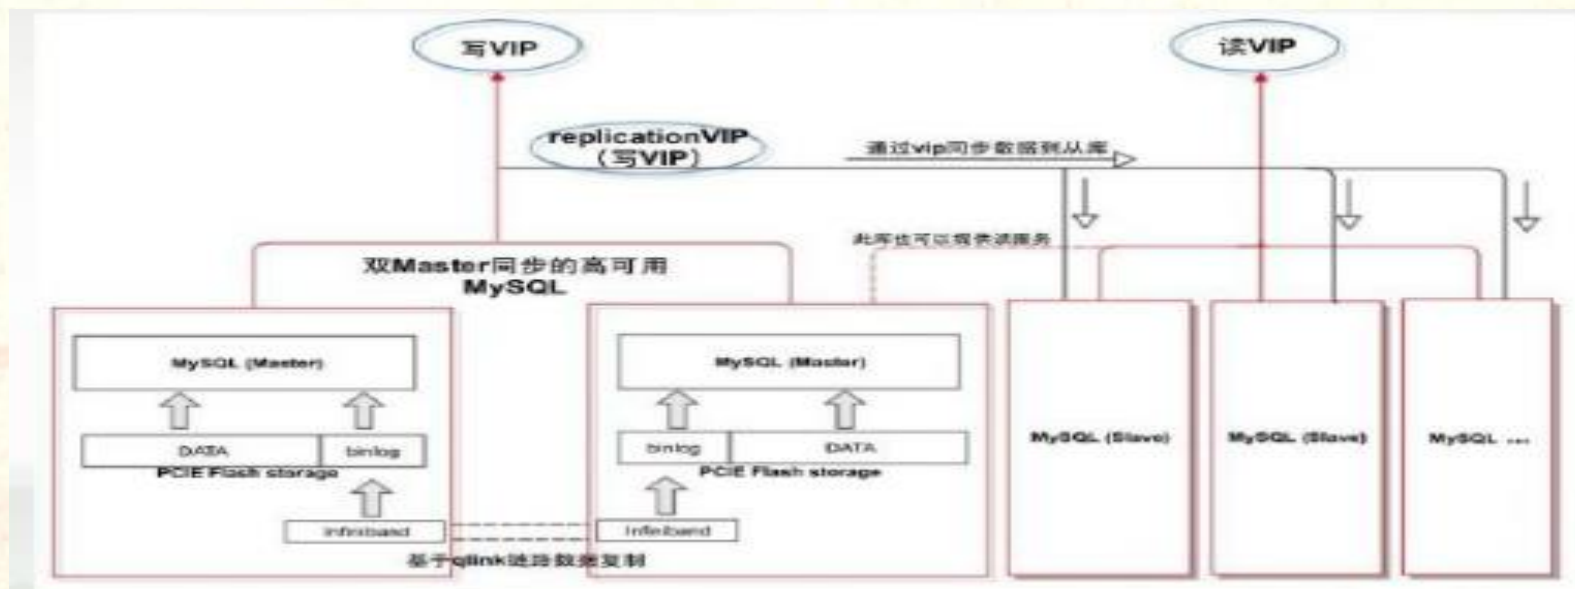 写VIP
读VIP
replicationVIP
（写VIP）
通过vip同步数据到从库
此库也可以提供读服务
双Master同步的高可用
MySQL
MySQL (Master)
MySQL (Master)
DATA
binlog
binlog
DATA
PCIE Flash storage
PCIE Flash storage
MySQL (Slave)
MySQL (Slave)
MySQL ...
Infiniband
Infiniband
基于qlink链路数据复制